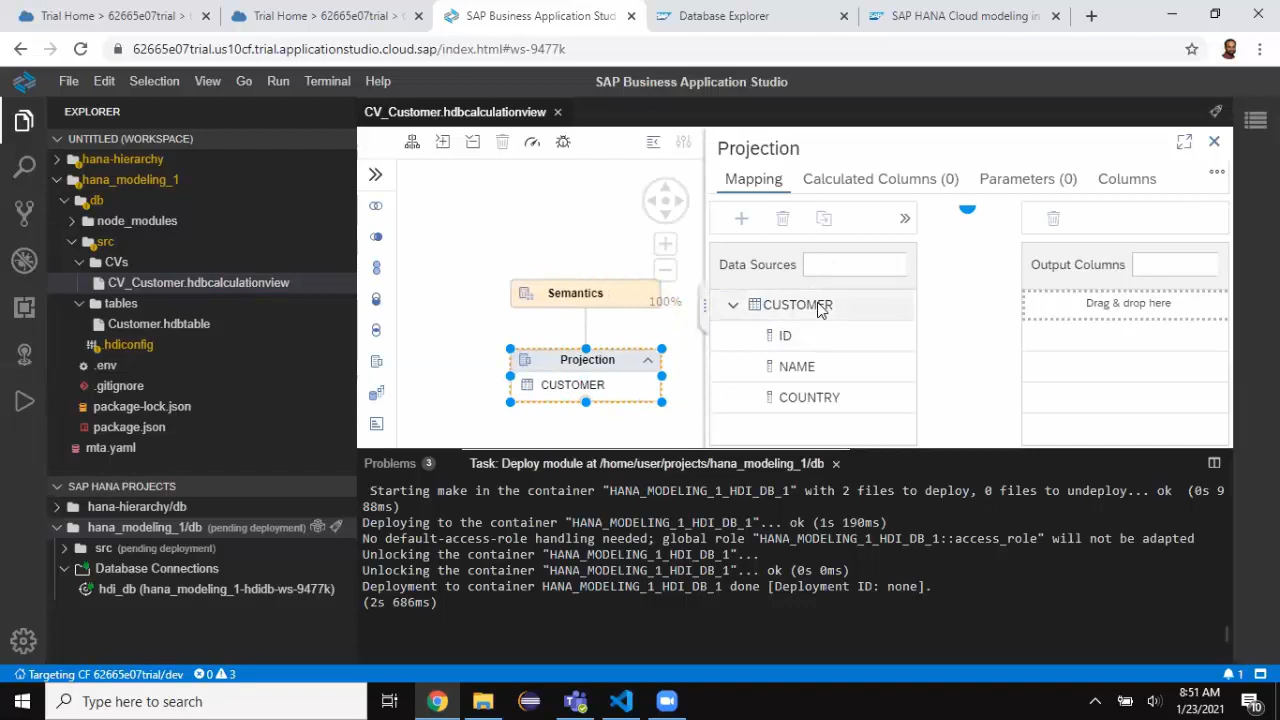 Trial Home > 62665e07trial >
Trial Home > 62665e07trial >
SAP Business Application Stud
Database Explorer
SAP HANA Cloud modeling in
62665e07trial.us10cf.trial.applicationstudio.cloud.sap/index.html#ws-9477k
File Edit Selection View Go Run Terminal Help
SAP Business Application Studio
EXPLORER
UNTITLED (WORKSPACE)
hana-hierarchy
hana_modeling_1
db
node_modules
src
CVs
CV_Customer.hdbcalculationview
tables
Customer.hdbtable
.hdiconfig
.env
.gitignore
package-lock.json
package.json
mta.yaml
SAP HANA PROJECTS
hana-hierarchy/db
hana_modeling_1/db (pending deployment)
src (pending deployment)
Database Connections
hdi_db (hana_modeling_1-hdidb-ws-9477k)
CV_Customer.hdbcalculationview
Semantics
100%
Projection
CUSTOMER
Projection
Mapping Calculated Columns (0) Parameters (0) Columns
Data Sources
CUSTOMER
ID
NAME
COUNTRY
Output Columns
Drag & drop here
Problems 3
Task: Deploy module at /home/user/projects/hana_modeling_1/db
Starting make in the container "HANA_MODELING_1_HDI_DB_1" with 2 files to deploy, 0 files to undeploy... ok (0s 9
88ms)
Deploying to the container "HANA_MODELING_1_HDI_DB_1"... ok (1s 190ms)
No default-access-role handling needed; global role "HANA_MODELING_1_HDI_DB_1::access_role" will not be adapted
Unlocking the container "HANA_MODELING_1_HDI_DB_1"...
Unlocking the container "HANA_MODELING_1_HDI_DB_1"... ok (0s 0ms)
Deployment to container HANA_MODELING_1_HDI_DB_1 done [Deployment ID: none].
(2s 686ms)
Targeting CF 62665e07trial/dev 0 3
1
Type here to search
8:51 AM
1/23/2021
10